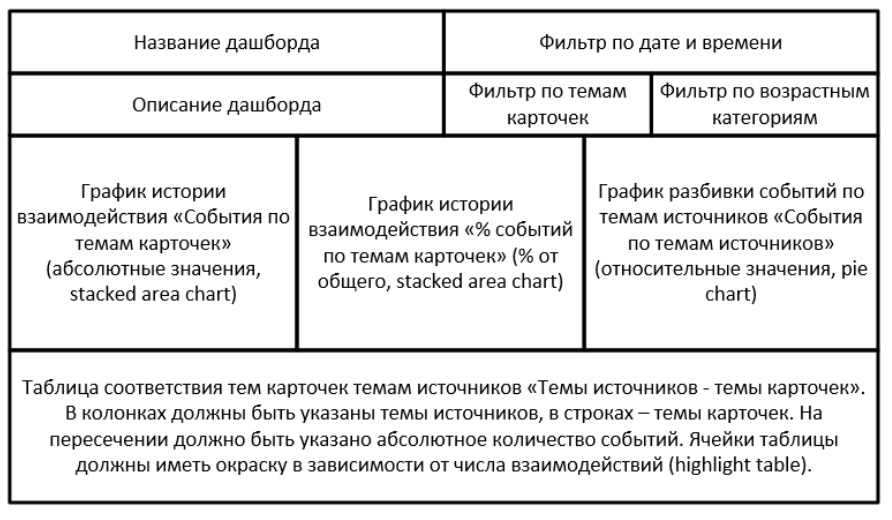 Название дашборда
Фильтр по дате и времени
Описание дашборда
Фильтр по темам
карточек
Фильтр по возрастным
категориям
График истории
взаимодействия «События по
темам карточек»
(абсолютные значения,
stacked area chart)
График истории
взаимодействия «% событий
по темам карточек» (% от
общего, stacked area chart)
График разбивки событий по
темам источников «События
по темам источников»
(относительные значения, pie
chart)
Таблица соответствия тем карточек темам источников «Темы источников - темы карточек».
В колонках должны быть указаны темы источников, в строках – темы карточек. На
пересечении должно быть указано абсолютное количество событий. Ячейки таблицы
должны иметь окраску в зависимости от числа взаимодействий (highlight table).